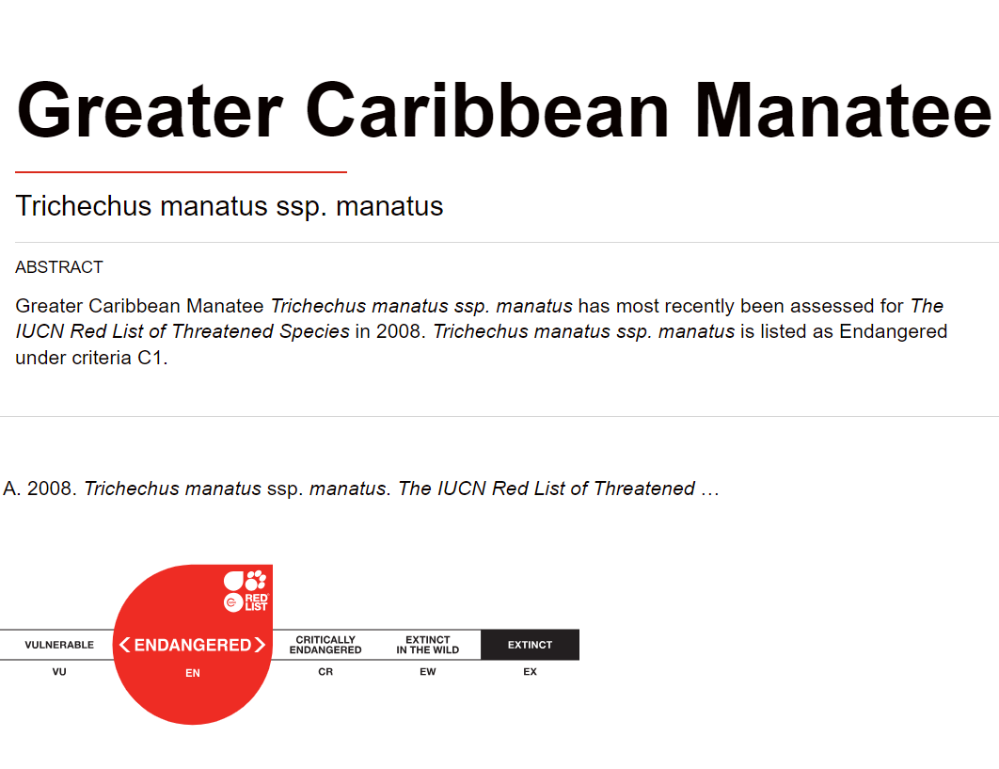 Greater Caribbean Manatee
Trichechus manatus ssp. manatus
ABSTRACT
Greater Caribbean Manatee Trichechus manatus ssp. manatus has most recently been assessed for The
IUCN Red List of Threatened Species in 2008. Trichechus manatus ssp. manatus is listed as Endangered
under criteria C1.
A. 2008. Trichechus manatus ssp. manatus. The IUCN Red List of Threatened …
RED
LIST
VULNERABLE
VU
< ENDANGERED >
EN
CRITICALLY
ENDANGERED
CR
EXTINCT
IN THE WILD
EW
EXTINCT
EX